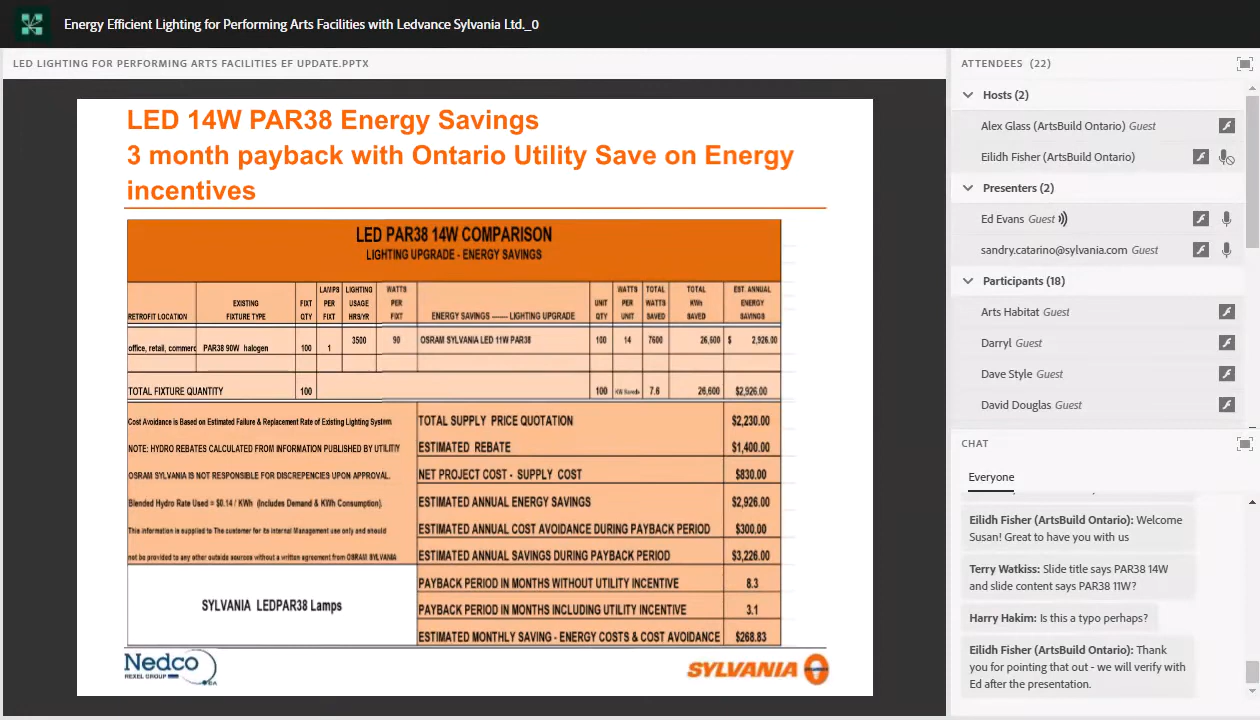 Energy Efficient Lighting for Performing Arts Facilities with Ledvance Sylvania Ltd._0
LED LIGHTING FOR PERFORMING ARTS FACILITIES EF UPDATE.PPTX
LED 14W PAR38 Energy Savings
3 month payback with Ontario Utility Save on Energy
incentives
LED PAR38 14W COMPARISON
LIGHTING UPGRADE - ENERGY SAVINGS
RETROFIT LOCATION
EXISTING
FIXTURE TYPE
FIXT
QTY
LAMPS
PER
FIXT
LIGHTING
USAGE
HRS/YR
WATTS
PER
FIXT
ENERGY SAVINGS ------- LIGHTING UPGRADE
UNIT
QTY
WATTS
PER
UNIT
TOTAL
WATTS
SAVED
TOTAL
KWh
SAVED
EST. ANNUAL
ENERGY
SAVINGS
office, retail, commerc PAR38 90W halogen 100 1 3500 90 OSRAM SYLVANIA LED 11W PAR38 100 14 7600 26,600 $ 2,926.00
TOTAL FIXTURE QUANTITY 100 100 KW Saved= 7.6 26,600 $2,926.00
Cost Avoidance is Based on Estimated Failure & Replacement Rate of Existing Lighting System.
NOTE: HYDRO REBATES CALCULATED FROM INFORMATION PUBLISHED BY UTILITIY
OSRAM SYLVANIA IS NOT RESPONSIBLE FOR DISCREPENCIES UPON APPROVAL.
Blended Hydro Rate Used = $0.14 / KWh (Includes Demand & KWh Consumption).
This information is supplied to The customer for its internal Management use only and should
not be provided to any other outside sources without a written agreement from OSRAM SYLVANIA
SYLVANIA LEDPAR38 Lamps
TOTAL SUPPLY PRICE QUOTATION $2,230.00
ESTIMATED REBATE $1,400.00
NET PROJECT COST - SUPPLY COST $830.00
ESTIMATED ANNUAL ENERGY SAVINGS $2,926.00
ESTIMATED ANNUAL COST AVOIDANCE DURING PAYBACK PERIOD $300.00
ESTIMATED ANNUAL SAVINGS DURING PAYBACK PERIOD $3,226.00
PAYBACK PERIOD IN MONTHS WITHOUT UTILITY INCENTIVE 8.3
PAYBACK PERIOD IN MONTHS INCLUDING UTILITY INCENTIVE 3.1
ESTIMATED MONTHLY SAVING - ENERGY COSTS & COST AVOIDANCE $268.83
Nedco
REXEL GROUP
SYLVANIA
ATTENDEES (22)
Hosts (2)
Alex Glass (ArtsBuild Ontario) Guest
Eilidh Fisher (ArtsBuild Ontario)
Presenters (2)
Ed Evans Guest
sandry.catarino@sylvania.com Guest
Participants (18)
Arts Habitat Guest
Darryl Guest
Dave Style Guest
David Douglas Guest
CHAT
Everyone
Eilidh Fisher (ArtsBuild Ontario): Welcome
Susan! Great to have you with us
Terry Watkiss: Slide title says PAR38 14W
and slide content says PAR38 11W?
Harry Hakim: Is this a typo perhaps?
Eilidh Fisher (ArtsBuild Ontario): Thank
you for pointing that out - we will verify with
Ed after the presentation.